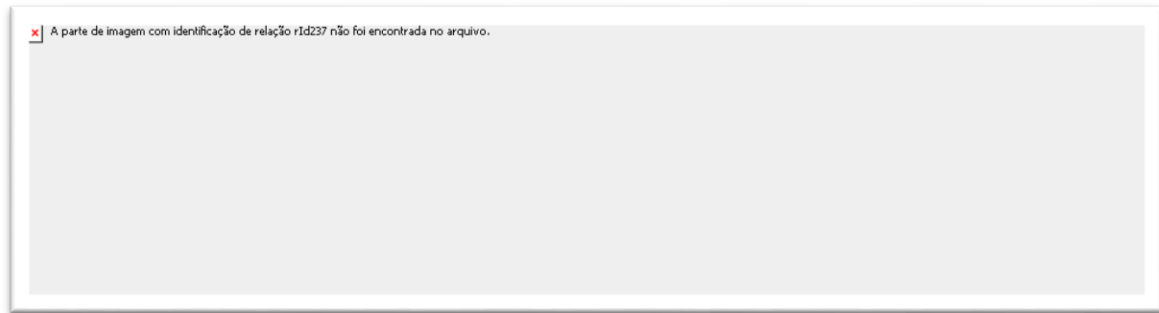 A parte de imagem com identificação de relação rId237 não foi encontrada no arquivo.